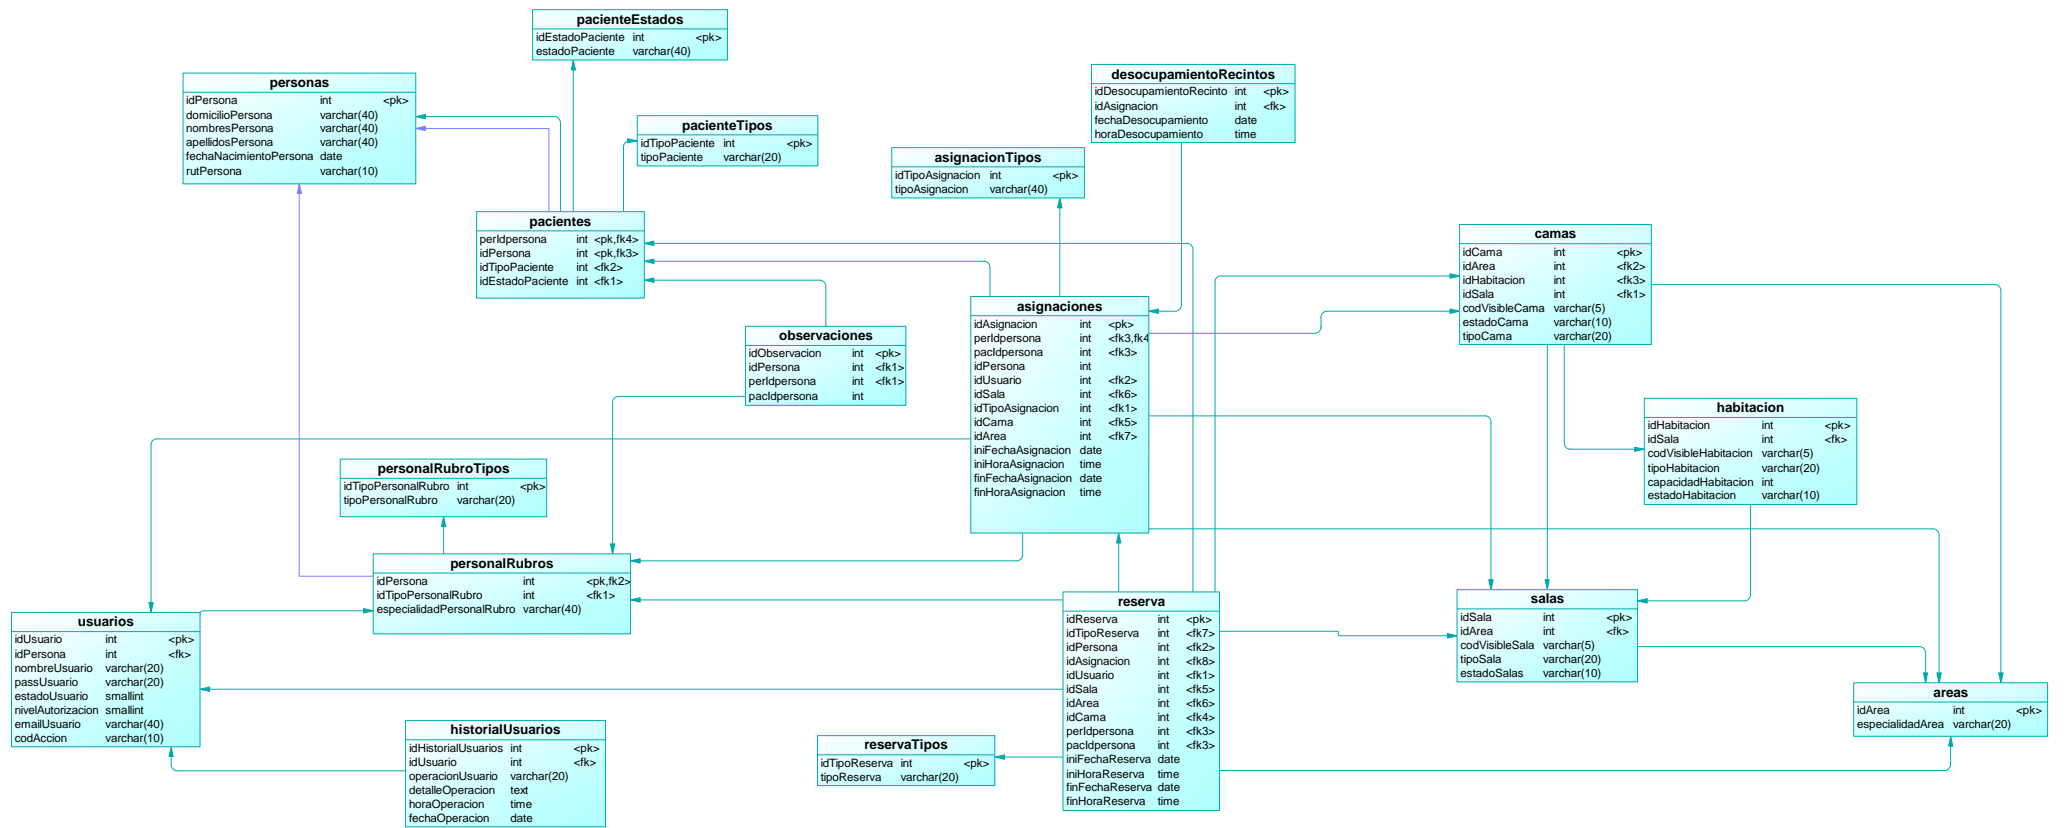 pacienteEstados
idEstadoPaciente int <pk>
estadoPaciente varchar(40)
personas
idPersona int <pk>
domicilioPersona varchar(40)
nombresPersona varchar(40)
apellidosPersona varchar(40)
fechaNacimientoPersona date
rutPersona varchar(10)
desocupamientoRecintos
idDesocupamientoRecinto int <pk>
idAsignacion int <fk>
fechaDesocupamiento date
horaDesocupamiento time
pacienteTipos
idTipoPaciente int <pk>
tipoPaciente varchar(20)
asignacionTipos
idTipoAsignacion int <pk>
tipoAsignacion varchar(40)
pacientes
perIdpersona int <pk,fk4>
idPersona int <pk,fk3>
idTipoPaciente int <fk2>
idEstadoPaciente int <fk1>
camas
idCama int <pk>
idArea int <fk2>
idHabitacion int <fk3>
idSala int <fk1>
codVisibleCama varchar(5)
estadoCama varchar(10)
tipoCama varchar(20)
asignaciones
idAsignacion int <pk>
perIdpersona int <fk3,fk4
pacIdpersona int <fk3>
idPersona int
idUsuario int <fk2>
idSala int <fk6>
idTipoAsignacion int <fk1>
idCama int <fk5>
idArea int <fk7>
iniFechaAsignacion date
iniHoraAsignacion time
finFechaAsignacion date
finHoraAsignacion time
observaciones
idObservacion int <pk>
idPersona int <fk1>
perIdpersona int <fk1>
pacIdpersona int
habitacion
idHabitacion int <pk>
idSala int <fk>
codVisibleHabitacion varchar(5)
tipoHabitacion varchar(20)
capacidadHabitacion int
estadoHabitacion varchar(10)
personalRubroTipos
idTipoPersonalRubro int <pk>
tipoPersonalRubro varchar(20)
personalRubros
idPersona int <pk,fk2>
idTipoPersonalRubro int <fk1>
especialidadPersonalRubro varchar(40)
usuarios
idUsuario int <pk>
idPersona int <fk>
nombreUsuario varchar(20)
passUsuario varchar(20)
estadoUsuario smallint
nivelAutorizacion smallint
emailUsuario varchar(40)
codAccion varchar(10)
reserva
idReserva int <pk>
idTipoReserva int <fk7>
idPersona int <fk2>
idAsignacion int <fk8>
idUsuario int <fk1>
idSala int <fk5>
idArea int <fk6>
idCama int <fk4>
perIdpersona int <fk3>
pacIdpersona int <fk3>
iniFechaReserva date
iniHoraReserva time
finFechaReserva date
finHoraReserva time
salas
idSala int <pk>
idArea int <fk>
codVisibleSala varchar(5)
tipoSala varchar(20)
estadoSalas varchar(10)
areas
idArea int <pk>
especialidadArea varchar(20)
historialUsuarios
idHistorialUsuarios int <pk>
idUsuario int <fk>
operacionUsuario varchar(20)
detalleOperacion text
horaOperacion time
fechaOperacion date
reservaTipos
idTipoReserva int <pk>
tipoReserva varchar(20)